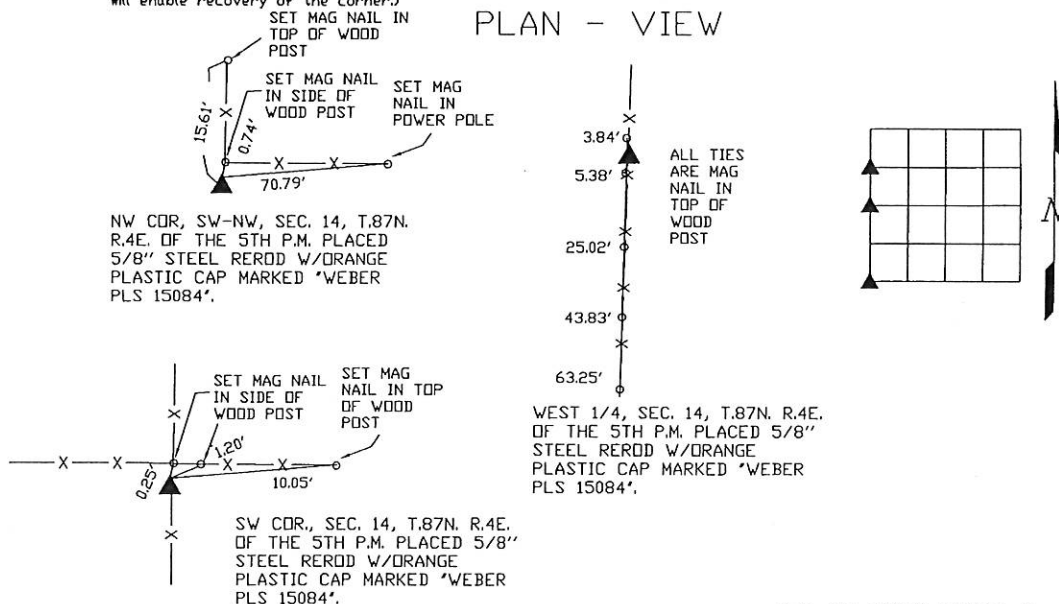 will enable recovery of the corner.)
PLAN - VIEW
SET MAG NAIL IN
TOP OF WOOD
POST
SET MAG NAIL
IN SIDE OF
WOOD POST
SET MAG
NAIL IN
POWER POLE
15.61'
0.74'
70.79'
NW COR, SW-NW, SEC. 14, T.87N.
R.4E. OF THE 5TH P.M. PLACED
5/8'' STEEL REROD W/ORANGE
PLASTIC CAP MARKED "WEBER
PLS 15084".
3.84'
5.38'
25.02'
43.83'
63.25'
ALL TIES
ARE MAG
NAIL IN
TOP OF
WOOD
POST
WEST 1/4, SEC. 14, T.87N. R.4E.
OF THE 5TH P.M. PLACED 5/8''
STEEL REROD W/ORANGE
PLASTIC CAP MARKED "WEBER
PLS 15084".
N
SET MAG NAIL
IN SIDE OF
WOOD POST
SET MAG
NAIL IN TOP
OF WOOD
POST
1.20'
0.25'
10.05'
SW COR., SEC. 14, T.87N. R.4E.
OF THE 5TH P.M. PLACED 5/8''
STEEL REROD W/ORANGE
PLASTIC CAP MARKED "WEBER
PLS 15084".